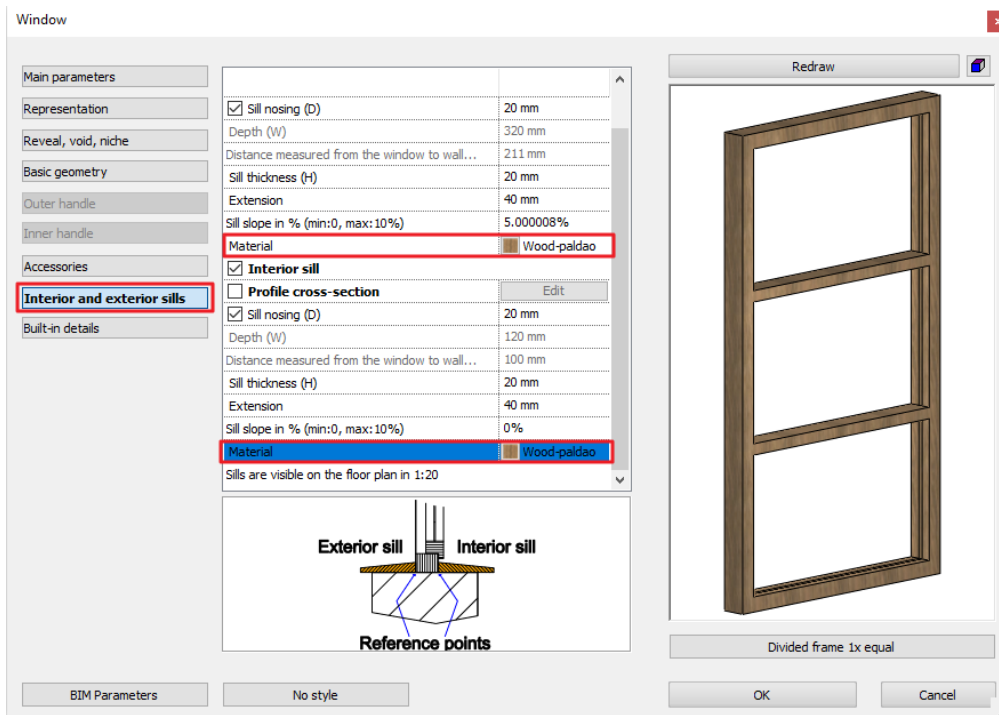 Window
Main parameters
Representation
Reveal, void, niche
Basic geometry
Outer handle
Inner handle
Accessories
Interior and exterior sills
Built-in details
Sill nosing (D) 20 mm
Depth (W) 320 mm
Distance measured from the window to wall... 211 mm
Sill thickness (H) 20 mm
Extension 40 mm
Sill slope in % (min:0, max:10%) 5.000008%
Material Wood-paldao
Interior sill
Profile cross-section Edit
Sill nosing (D) 20 mm
Depth (W) 120 mm
Distance measured from the window to wall... 100 mm
Sill thickness (H) 20 mm
Extension 40 mm
Sill slope in % (min:0, max:10%) 0%
Material Wood-paldao
Sills are visible on the floor plan in 1:20
Exterior sill Interior sill
Reference points
Redraw
Divided frame 1x equal
BIM Parameters
No style
OK
Cancel